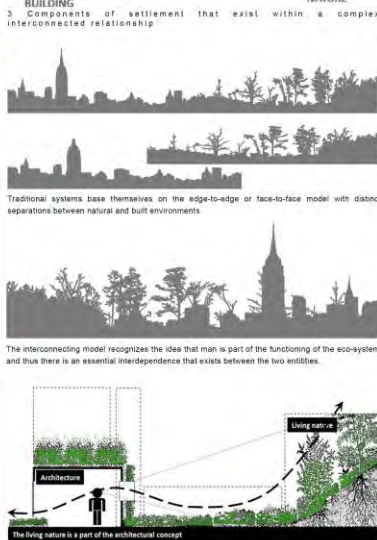 BUILDING
NATURE
3 Components of settlement that exist within a complex
interconnected relationship
Traditional systems base themselves on the edge-to-edge or face-to-face model with distinc
separations between natural and built environments
The interconnecting model recognizes the idea that man is part of the functioning of the eco-system
and thus there is an essential interdependence that exists between the two entitities.
Living nature
Architecture
The living nature is a part of the architectural concept